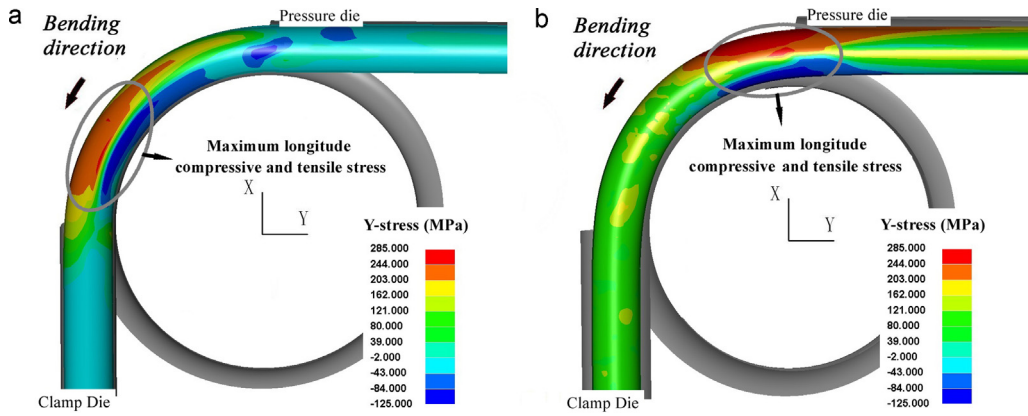 a
Pressure die
Bending
direction
Maximum longitude
compressive and tensile stress
X
Y
Y-stress (MPa)
285.000
244.000
203.000
162.000
121.000
80.000
39.000
-2.000
-43.000
-84.000
-125.000
Clamp Die
b
Pressure die
Bending
direction
Maximum longitude
compressive and tensile stress
X
Y
Y-stress (MPa)
285.000
244.000
203.000
162.000
121.000
80.000
39.000
-2.000
-43.000
-84.000
-125.000
Clamp Die